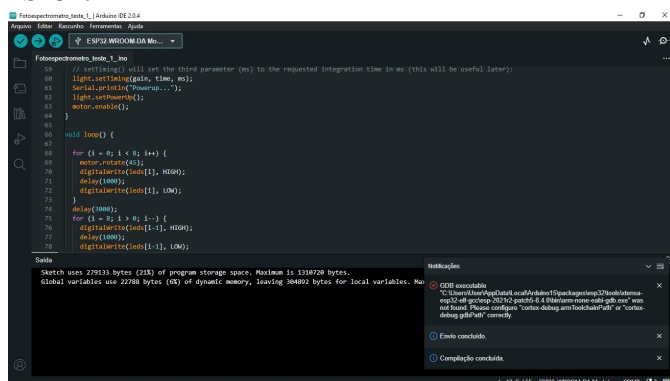 Fotoespectrometro_teste_1_ | Arduino IDE 2.0.4
Arquivo Editar Rascunho Ferramentas Ajuda
ESP32-WROOM-DA Mo...
Fotoespectrometro_teste_1_.ino
59 // setTiming() will set the third parameter (ms) to the requested integration time in ms (this will be useful later):
60 light.setTiming(gain, time, ms);
61 Serial.println("Powerup...");
62 light.setPowerUp();
63 motor.enable();
64 }
65
66 void loop() {
67
68 for (i = 0; i < 8; i++) {
69 motor.rotate(45);
70 digitalWrite(leds[i], HIGH);
71 delay(1000);
72 digitalWrite(leds[i], LOW);
73 }
74 delay(3000);
75 for (i = 8; i > 0; i--) {
76 digitalWrite(leds[i-1], HIGH);
77 delay(1000);
78 digitalWrite(leds[i-1], LOW);
Saída
Sketch uses 279133 bytes (21%) of program storage space. Maximum is 1310720 bytes.
Global variables use 22788 bytes (6%) of dynamic memory, leaving 304892 bytes for local variables. Ma
Notificações
GDB executable
"C:\Users\User\AppData\Local\Arduino15\packages\esp32\tools\xtensa-
esp32-elf-gcc\esp-2021r2-patch5-8.4.0\bin\arm-none-eabi-gdb.exe" was
not found. Please configure "cortex-debug.armToolchainPath" or "cortex-
debug.gdbPath" correctly.
Envio concluído.
Compilação concluída.